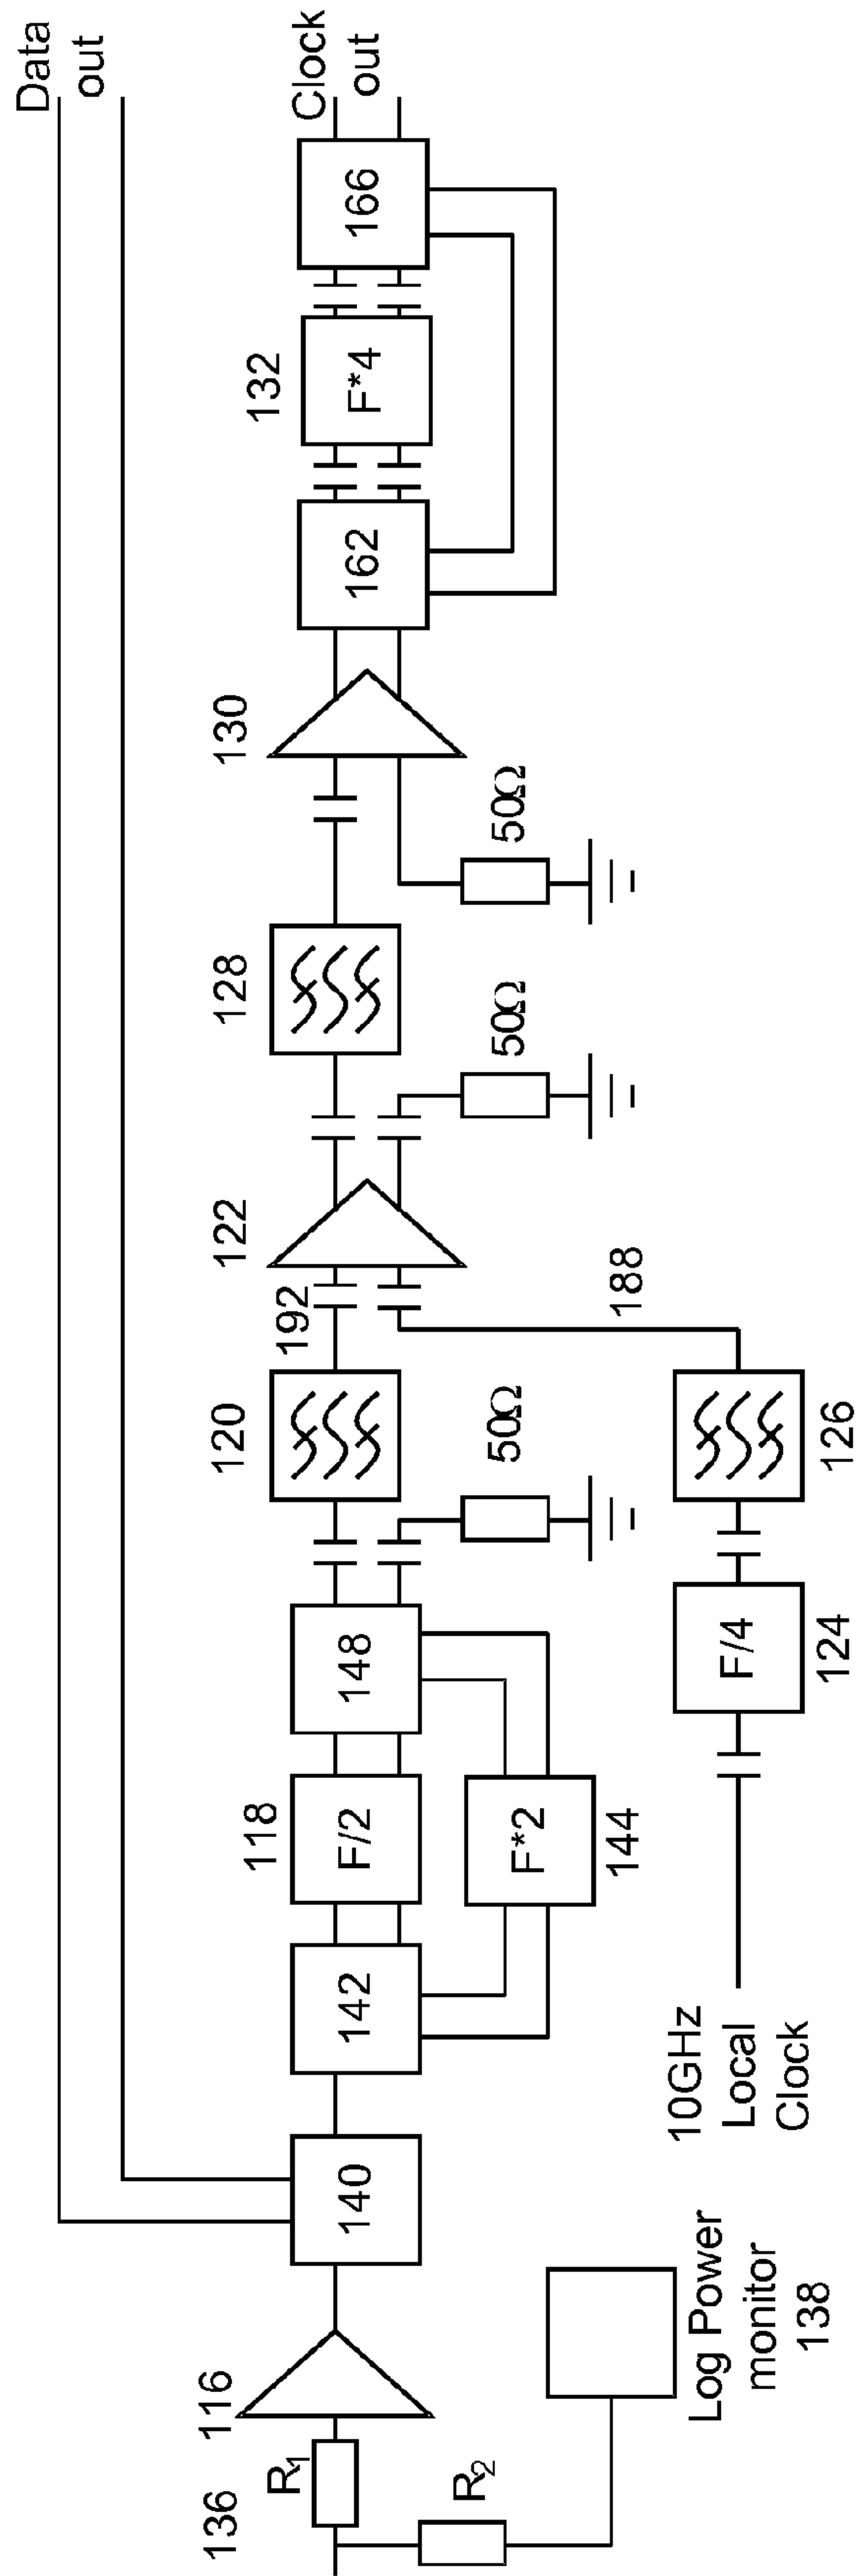 Data
out
Clock
out
166
132
F*4
162
130
50Ω
128
50Ω
122
192
188
120
50Ω
126
148
F/4
124
118
F/2
F*2
144
142
10GHz
Local
Clock
140
116
Log Power
monitor
138
136
R1
R2